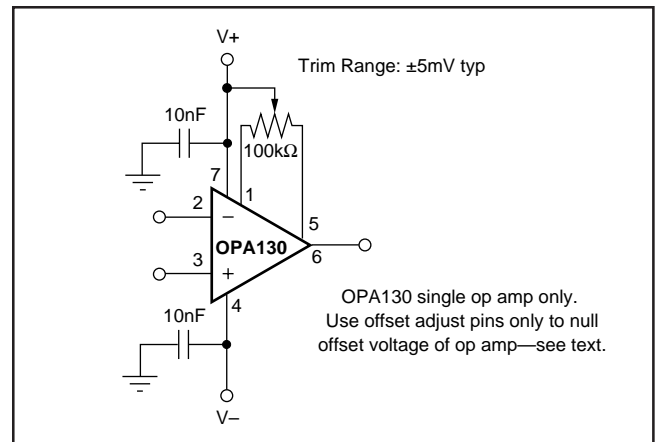 V+
Trim Range: ±5mV typ
10nF
100kΩ
7
1
2
–
5
OPA130
6
3
+
OPA130 single op amp only.
4
Use offset adjust pins only to null
10nF
offset voltage of op amp—see text.
V–